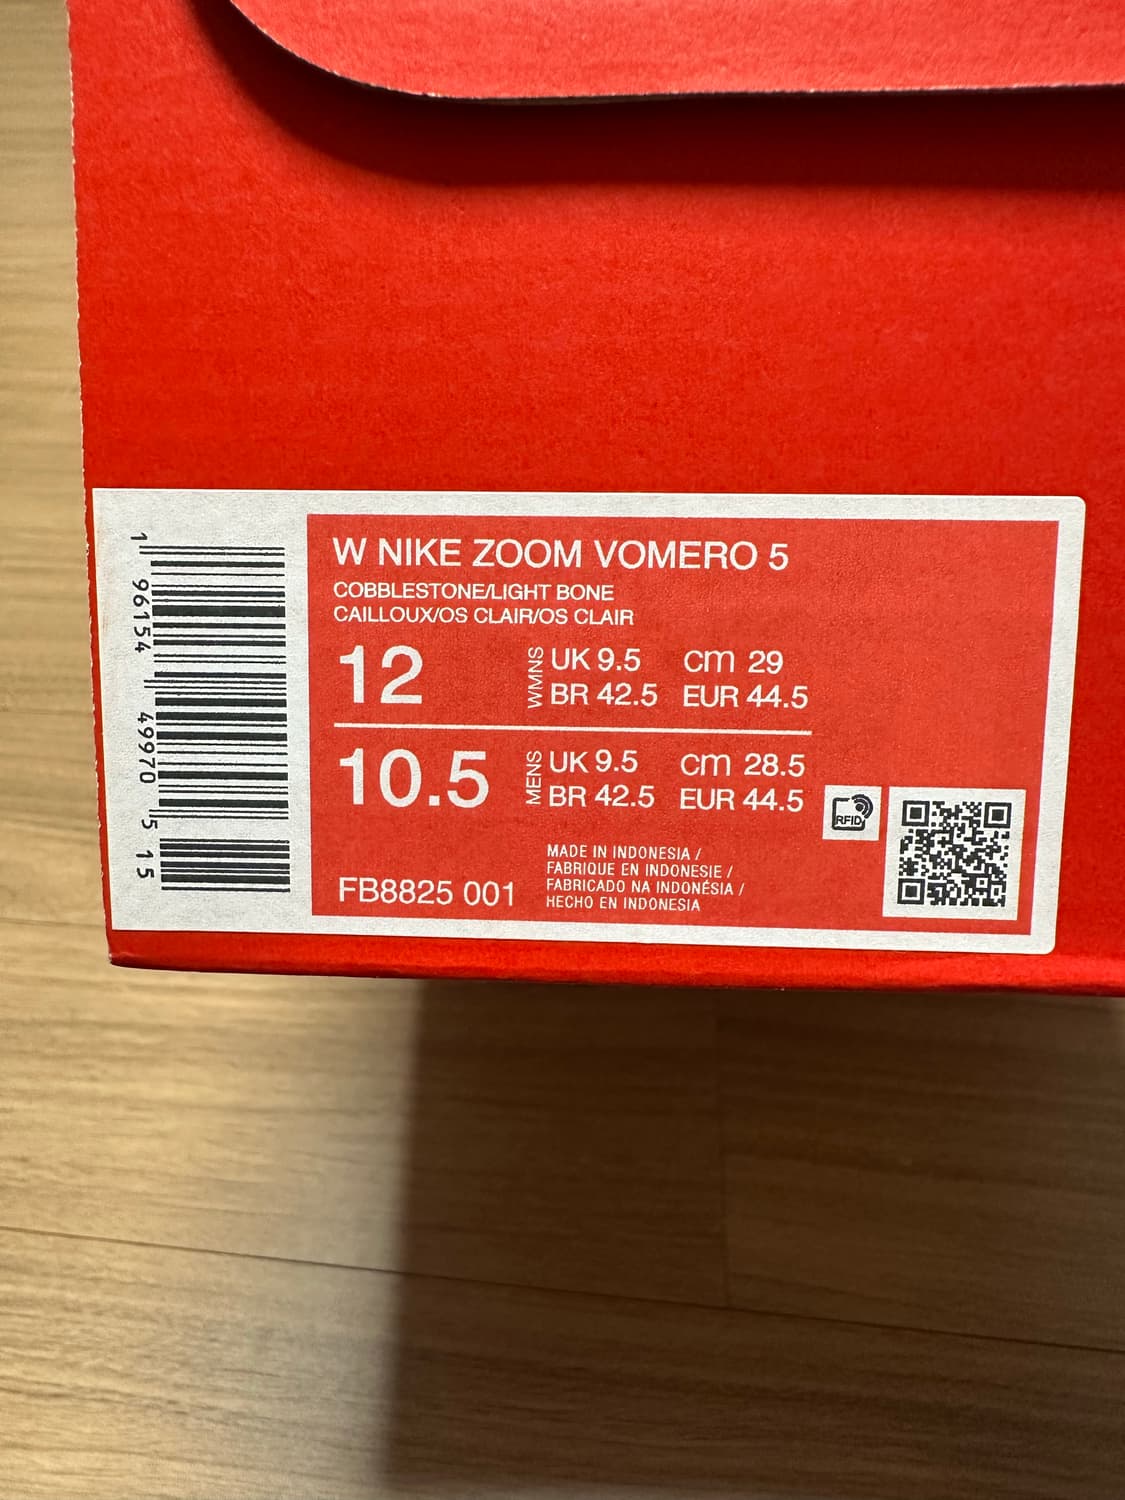 W NIKE ZOOM VOMERO 5
COBBLESTONE/LIGHT BONE
CAILLOUX/OS CLAIR/OS CLAIR
12 WMNS UK 9.5 cm 29
BR 42.5 EUR 44.5
10.5 MENS UK 9.5 cm 28.5
BR 42.5 EUR 44.5
RFID
MADE IN INDONESIA /
FABRIQUE EN INDONESIE /
FABRICADO NA INDONÉSIA /
HECHO EN INDONESIA
FB8825 001
1 96154 49970 5 15